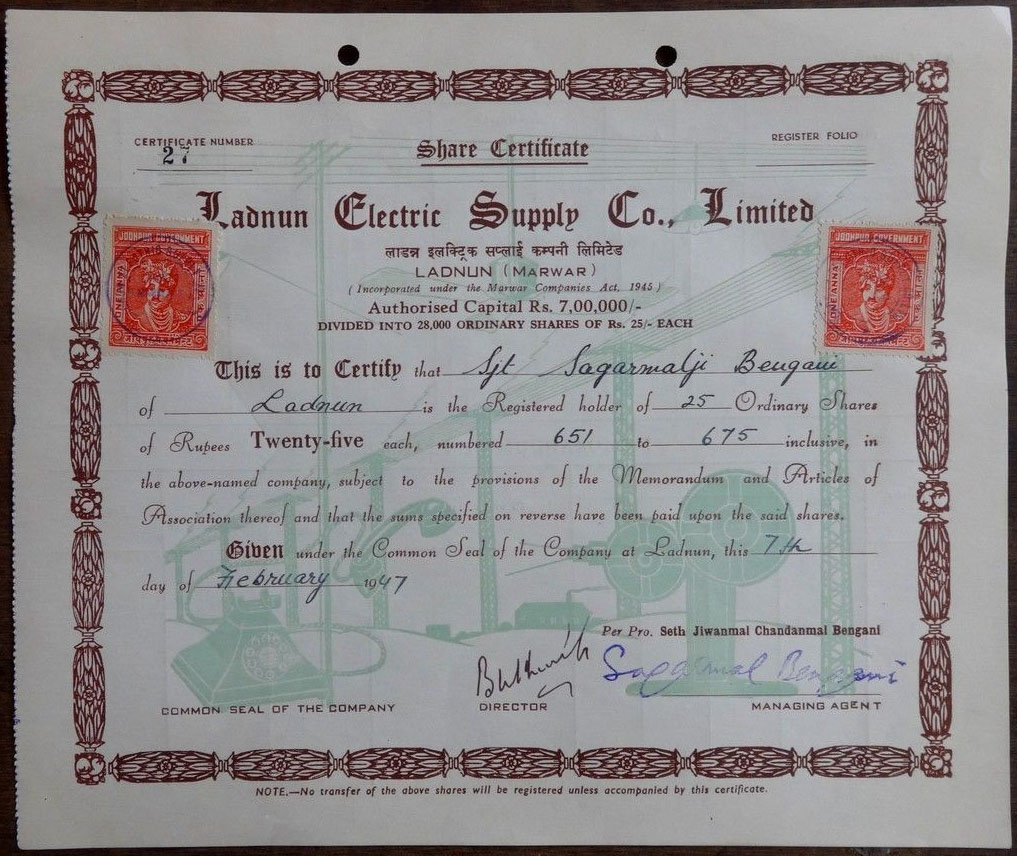 CERTIFICATE NUMBER
27
Share Certificate
REGISTER FOLIO
Ladnun Electric Supply Co., Limited
लाडनू इलक्ट्रिक सप्लाई कम्पनी लिमिटेड
LADNUN (MARWAR)
(Incorporated under the Marwar Companies Act. 1945)
Authorised Capital Rs. 7,00,000/-
DIVIDED INTO 28,000 ORDINARY SHARES OF Rs. 25/- EACH
JODHPUR GOVERNMENT
ONE ANNA
JODHPUR GOVERNMENT
ONE ANNA
This is to Certify that Sjt Sagarmalji Bengani
of Ladnun is the Registered holder of 25 Ordinary Shares
of Rupees Twenty-five each, numbered 651 to 675 inclusive, in
the above-named company, subject to the provisions of the Memorandum and Articles of
Association thereof and that the sums specified on reverse have been paid upon the said shares.
Given under the Common Seal of the Company at Ladnun, this 7th
day of February 1947
Per Pro. Seth Jiwanmal Chandanmal Bengani
Sagarmal Bengani
COMMON SEAL OF THE COMPANY
DIRECTOR
MANAGING AGENT
NOTE.—No transfer of the above shares will be registered unless accompanied by this certificate.